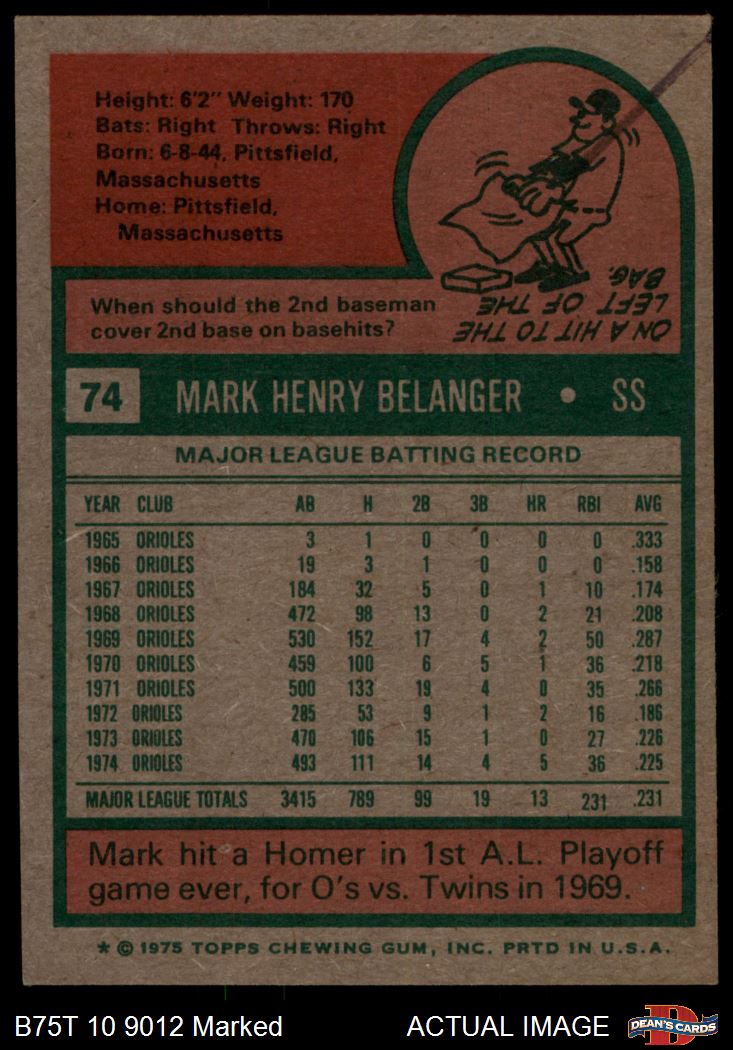 Height: 6'2" Weight: 170
Bats: Right Throws: Right
Born: 6-8-44, Pittsfield,
Massachusetts
Home: Pittsfield,
Massachusetts
When should the 2nd baseman
cover 2nd base on basehits?
ON A HIT TO THE
LEFT OF THE
BAG.
74 MARK HENRY BELANGER • SS
MAJOR LEAGUE BATTING RECORD
YEAR CLUB AB H 2B 3B HR RBI AVG
1965 ORIOLES 3 1 0 0 0 0 .333
1966 ORIOLES 19 3 1 0 0 0 .158
1967 ORIOLES 184 32 5 0 1 10 .174
1968 ORIOLES 472 98 13 0 2 21 .208
1969 ORIOLES 530 152 17 4 2 50 .287
1970 ORIOLES 459 100 6 5 1 36 .218
1971 ORIOLES 500 133 19 4 0 35 .266
1972 ORIOLES 285 53 9 1 2 16 .186
1973 ORIOLES 470 106 15 1 0 27 .226
1974 ORIOLES 493 111 14 4 5 36 .225
MAJOR LEAGUE TOTALS 3415 789 99 19 13 231 .231
Mark hit a Homer in 1st A.L. Playoff
game ever, for O's vs. Twins in 1969.
* © 1975 TOPPS CHEWING GUM, INC. PRTD IN U.S.A.
B75T 10 9012 Marked ACTUAL IMAGE DEAN'S CARDS